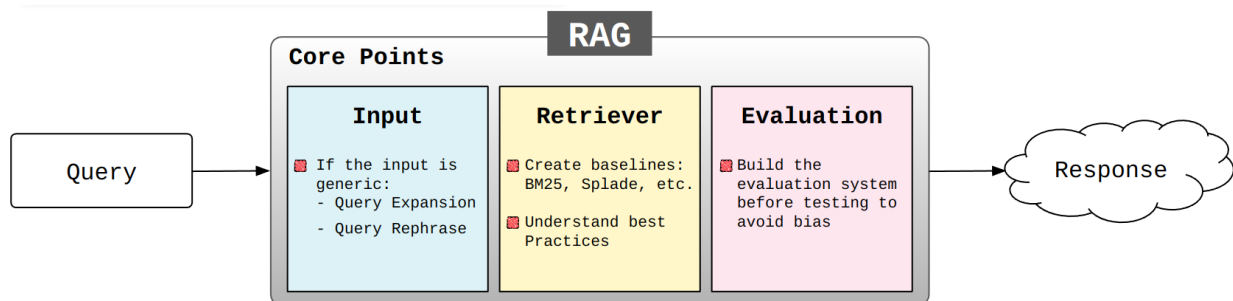 RAG
Core Points
Query
Input
If the input is
generic:
- Query Expansion
- Query Rephrase
Retriever
Create baselines:
BM25, Splade, etc.
Understand best
Practices
Evaluation
Build the
evaluation system
before testing to
avoid bias
Response